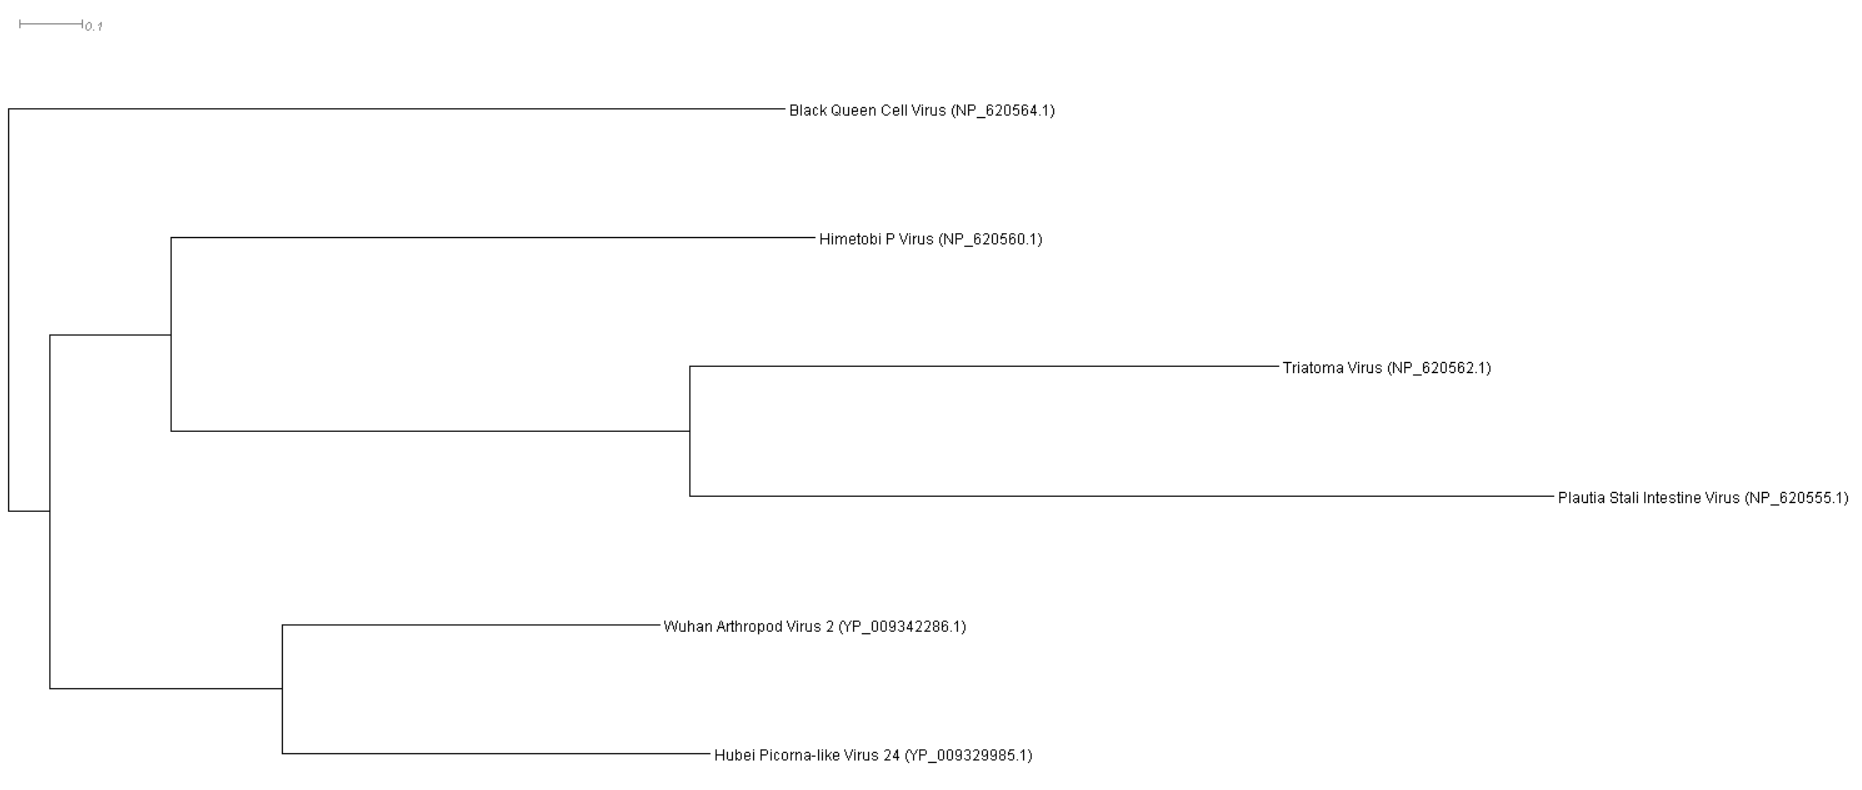 0.1
Black Queen Cell Virus (NP_620564.1)
Himetobi P Virus (NP_620560.1)
Triatoma Virus (NP_620562.1)
Plautia Stali Intestine Virus (NP_620555.1)
Wuhan Arthropod Virus 2 (YP_009342286.1)
Hubei Picorna-like Virus 24 (YP_009329985.1)